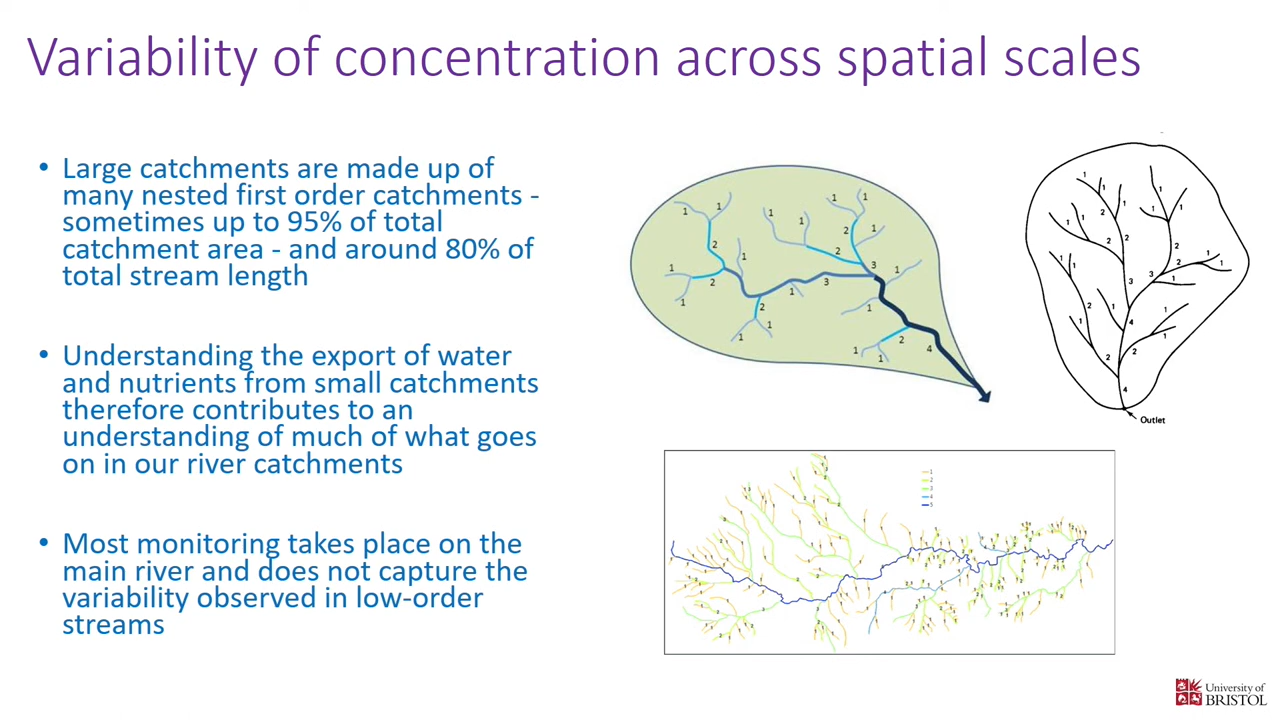 Variability of concentration across spatial scales
• Large catchments are made up of
many nested first order catchments -
sometimes up to 95% of total
catchment area - and around 80% of
total stream length
• Understanding the export of water
and nutrients from small catchments
therefore contributes to an
understanding of much of what goes
on in our river catchments
• Most monitoring takes place on the
main river and does not capture the
variability observed in low-order
streams
Outlet
University of
BRISTOL